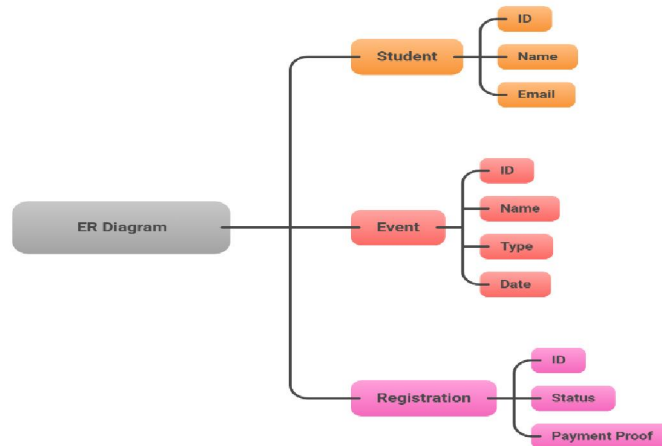 ER Diagram
Student
ID
Name
Email
Event
ID
Name
Type
Date
Registration
ID
Status
Payment Proof